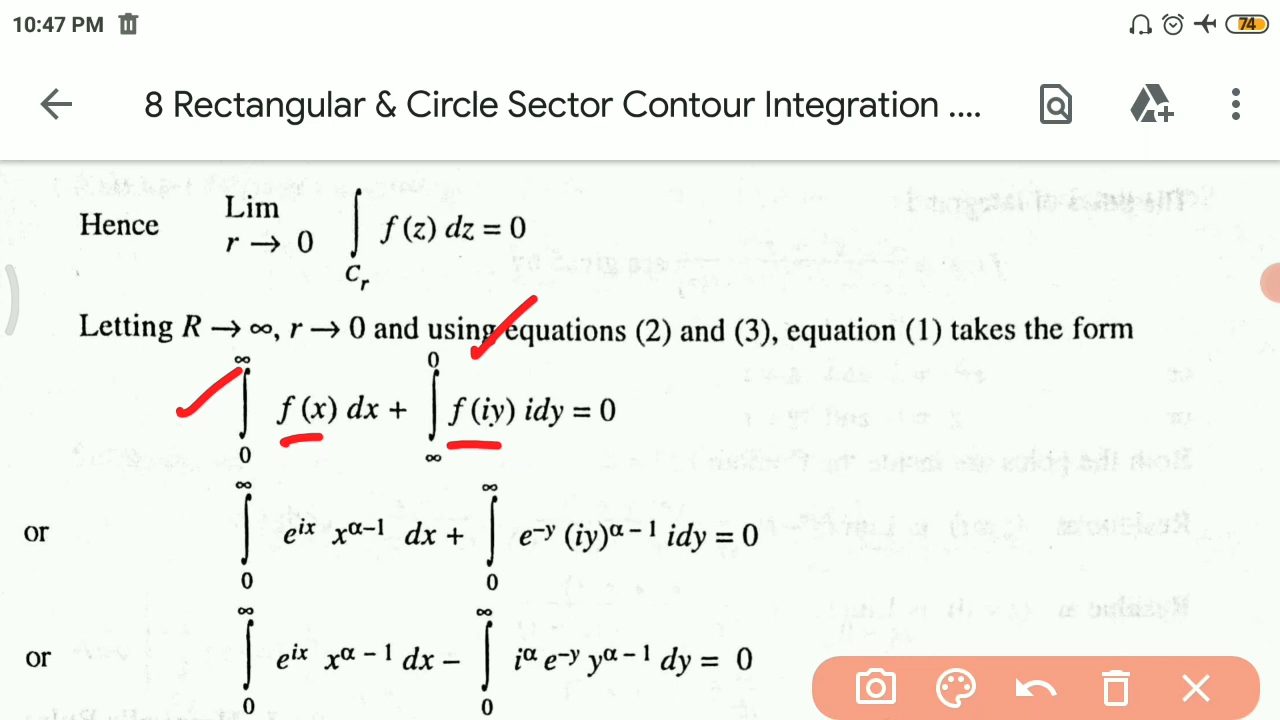 10:47 PM
74
8 Rectangular & Circle Sector Contour Integration ....
Hence Lim r → 0 ∫_{C_r} f (z) dz = 0
Letting R → ∞, r → 0 and using equations (2) and (3), equation (1) takes the form
∫_0^∞ f (x) dx + ∫_∞^0 f (iy) idy = 0
or ∫_0^∞ e^{ix} x^{α–1} dx + ∫_0^∞ e^{–y} (iy)^{α – 1} idy = 0
or ∫_0^∞ e^{ix} x^{α – 1} dx – ∫_0^∞ i^α e^{–y} y^{α – 1} dy = 0